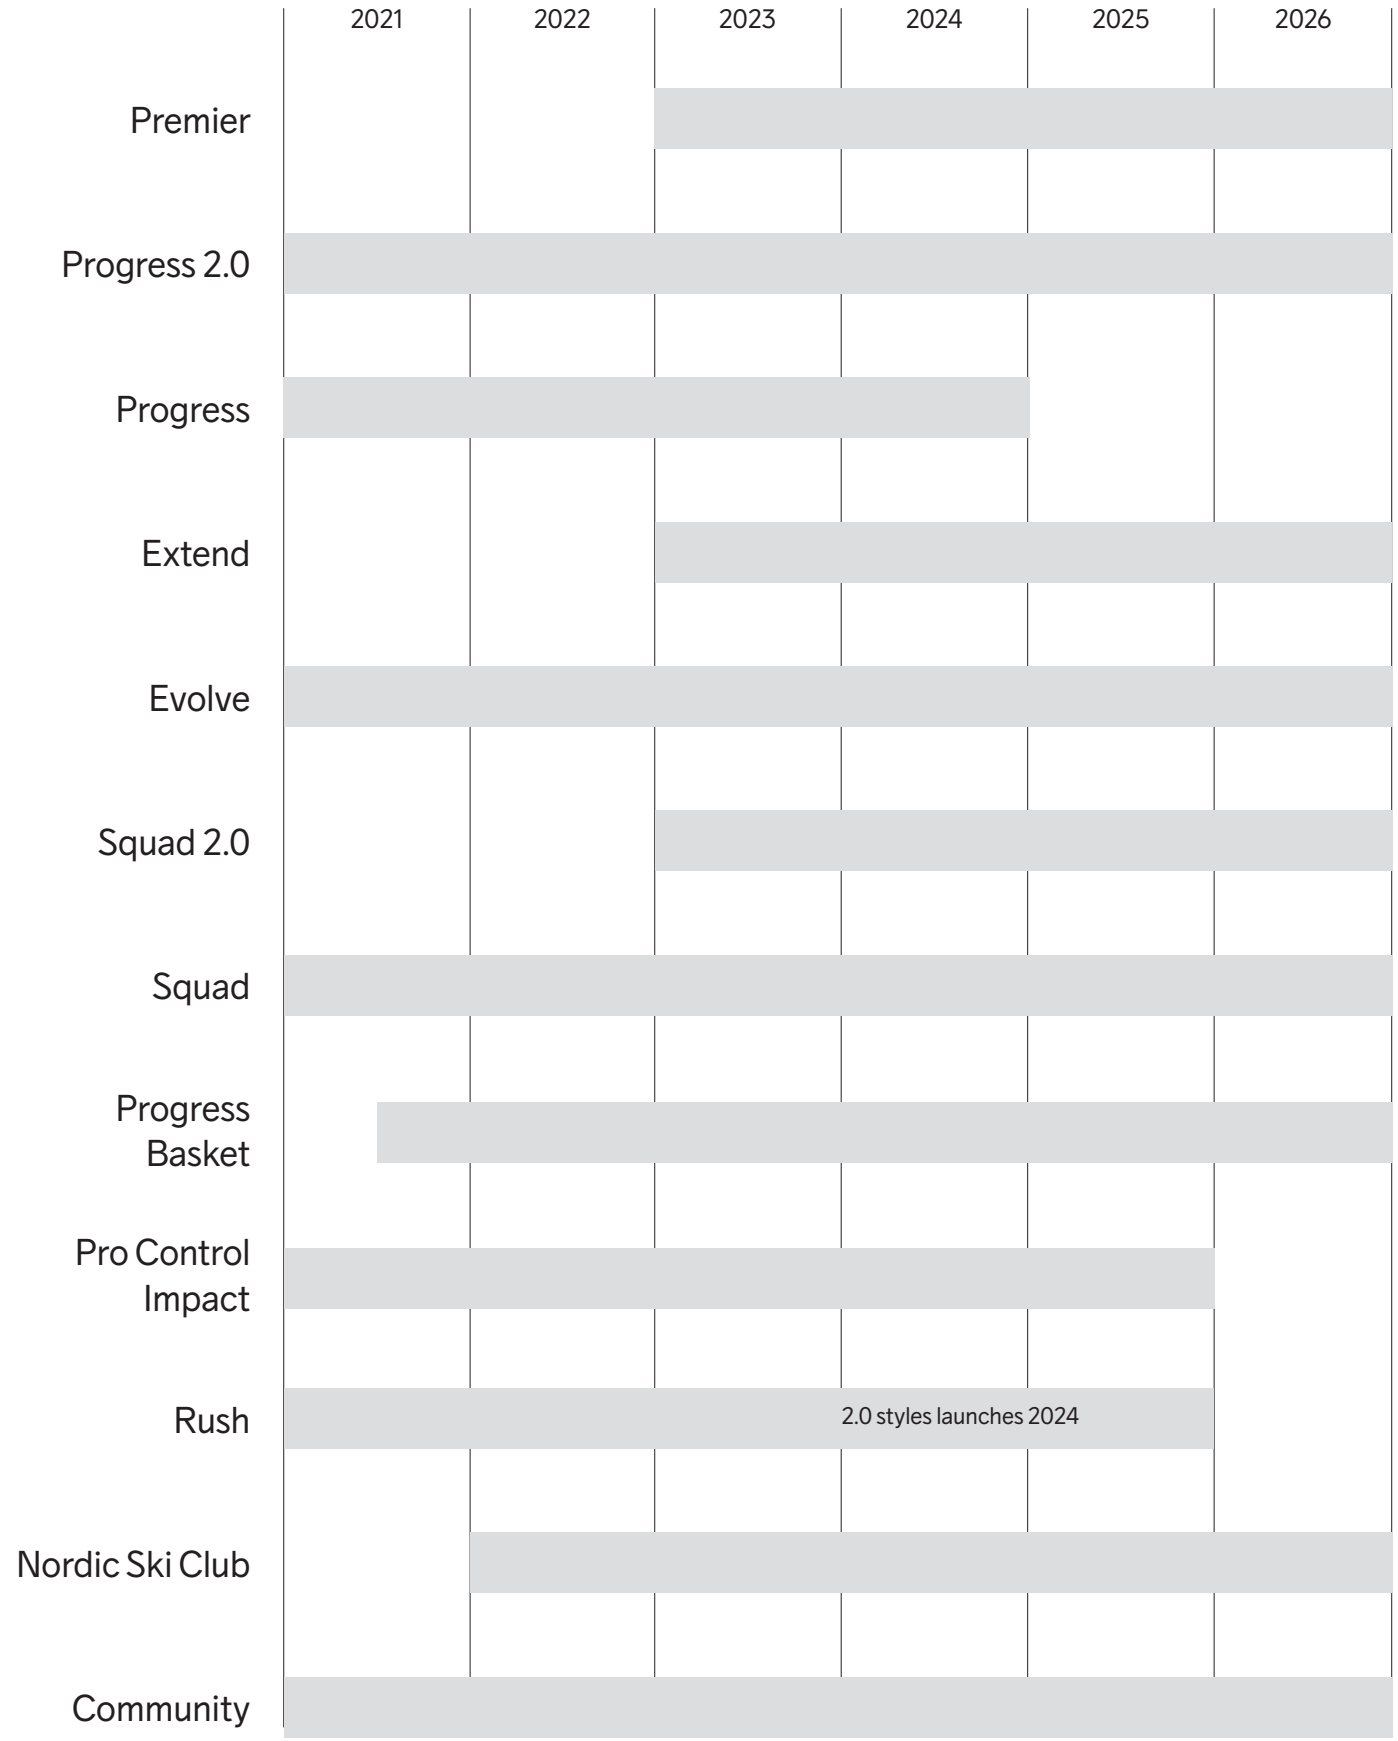 2021 2022 2023 2024 2025 2026
Premier
Progress 2.0
Progress
Extend
Evolve
Squad 2.0
Squad
Progress
Basket
Pro Control
Impact
Rush
2.0 styles launches 2024
Nordic Ski Club
Community